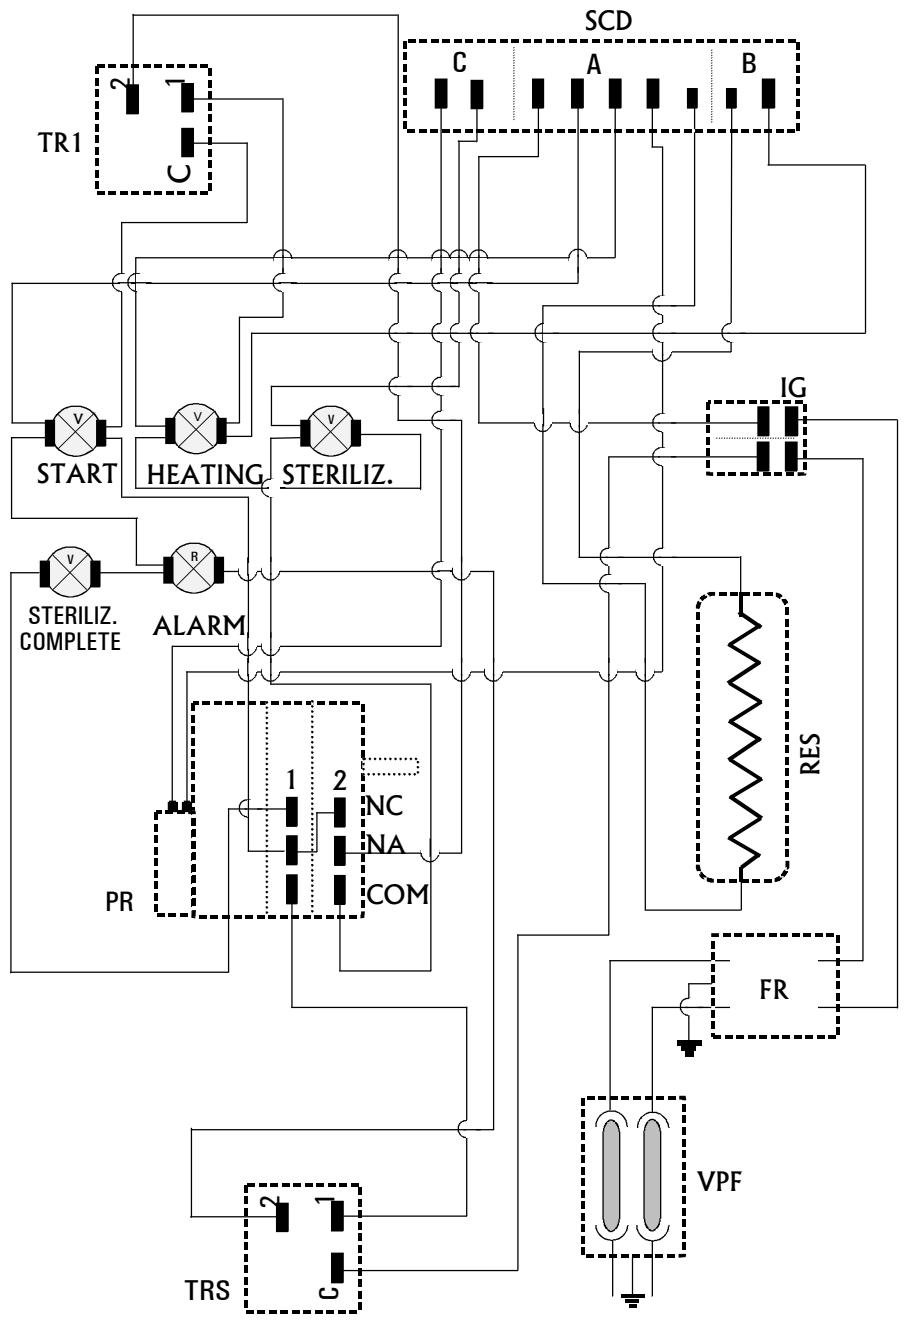 SCD
C A B
2 1
TR1
C
IG
V V V
START HEATING STERILIZ.
V R
STERILIZ.
COMPLETE
ALARM
RES
1 2
NC
NA
PR
COM
FR
VPF
2 1
TRS
C